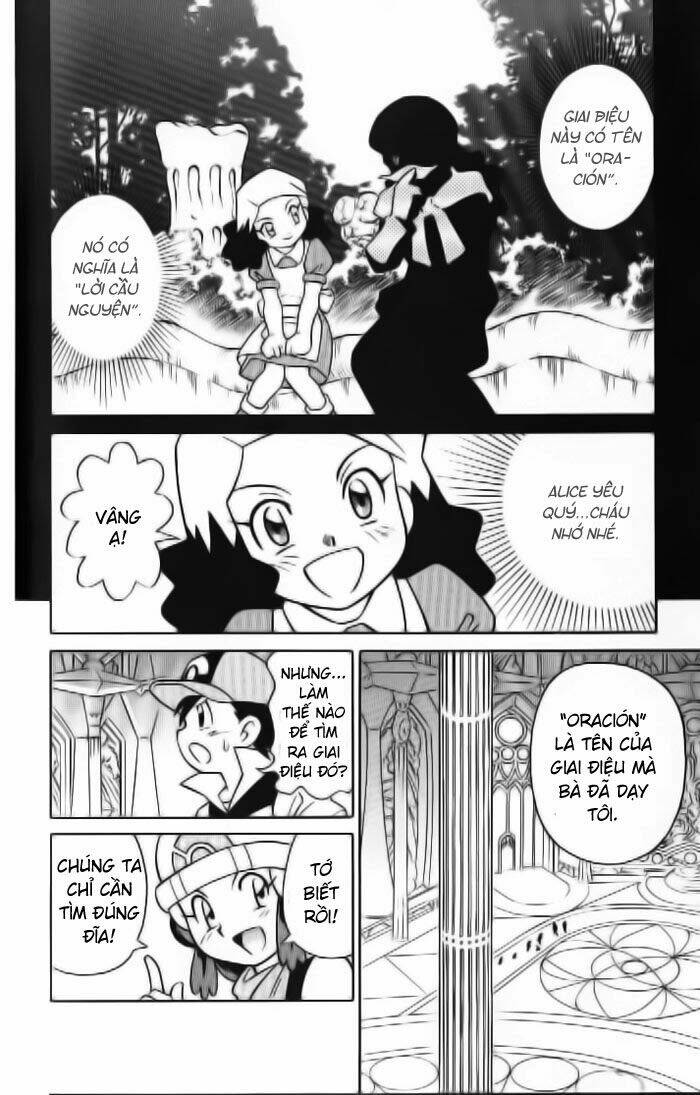 GIAI ĐIỆU
NÀY CÓ TÊN
LÀ "ORA-
CIÓN".
NÓ CÓ
NGHĨA LÀ
"LỜI CẦU
NGUYỆN".
ALICE YÊU
QUÝ...CHÁU
NHỚ NHÉ.
VÂNG
Ạ!
"ORACIÓN"
LÀ TÊN CỦA
GIAI ĐIỆU MÀ
BÀ ĐÃ DẠY
TÔI.
NHƯNG...
LÀM
THẾ NÀO
ĐỂ TÌM
RA GIAI
ĐIỆU ĐÓ?
TỚ
BIẾT
RỒI!
CHÚNG TA
CHỈ CẦN
TÌM ĐÚNG
ĐĨA!